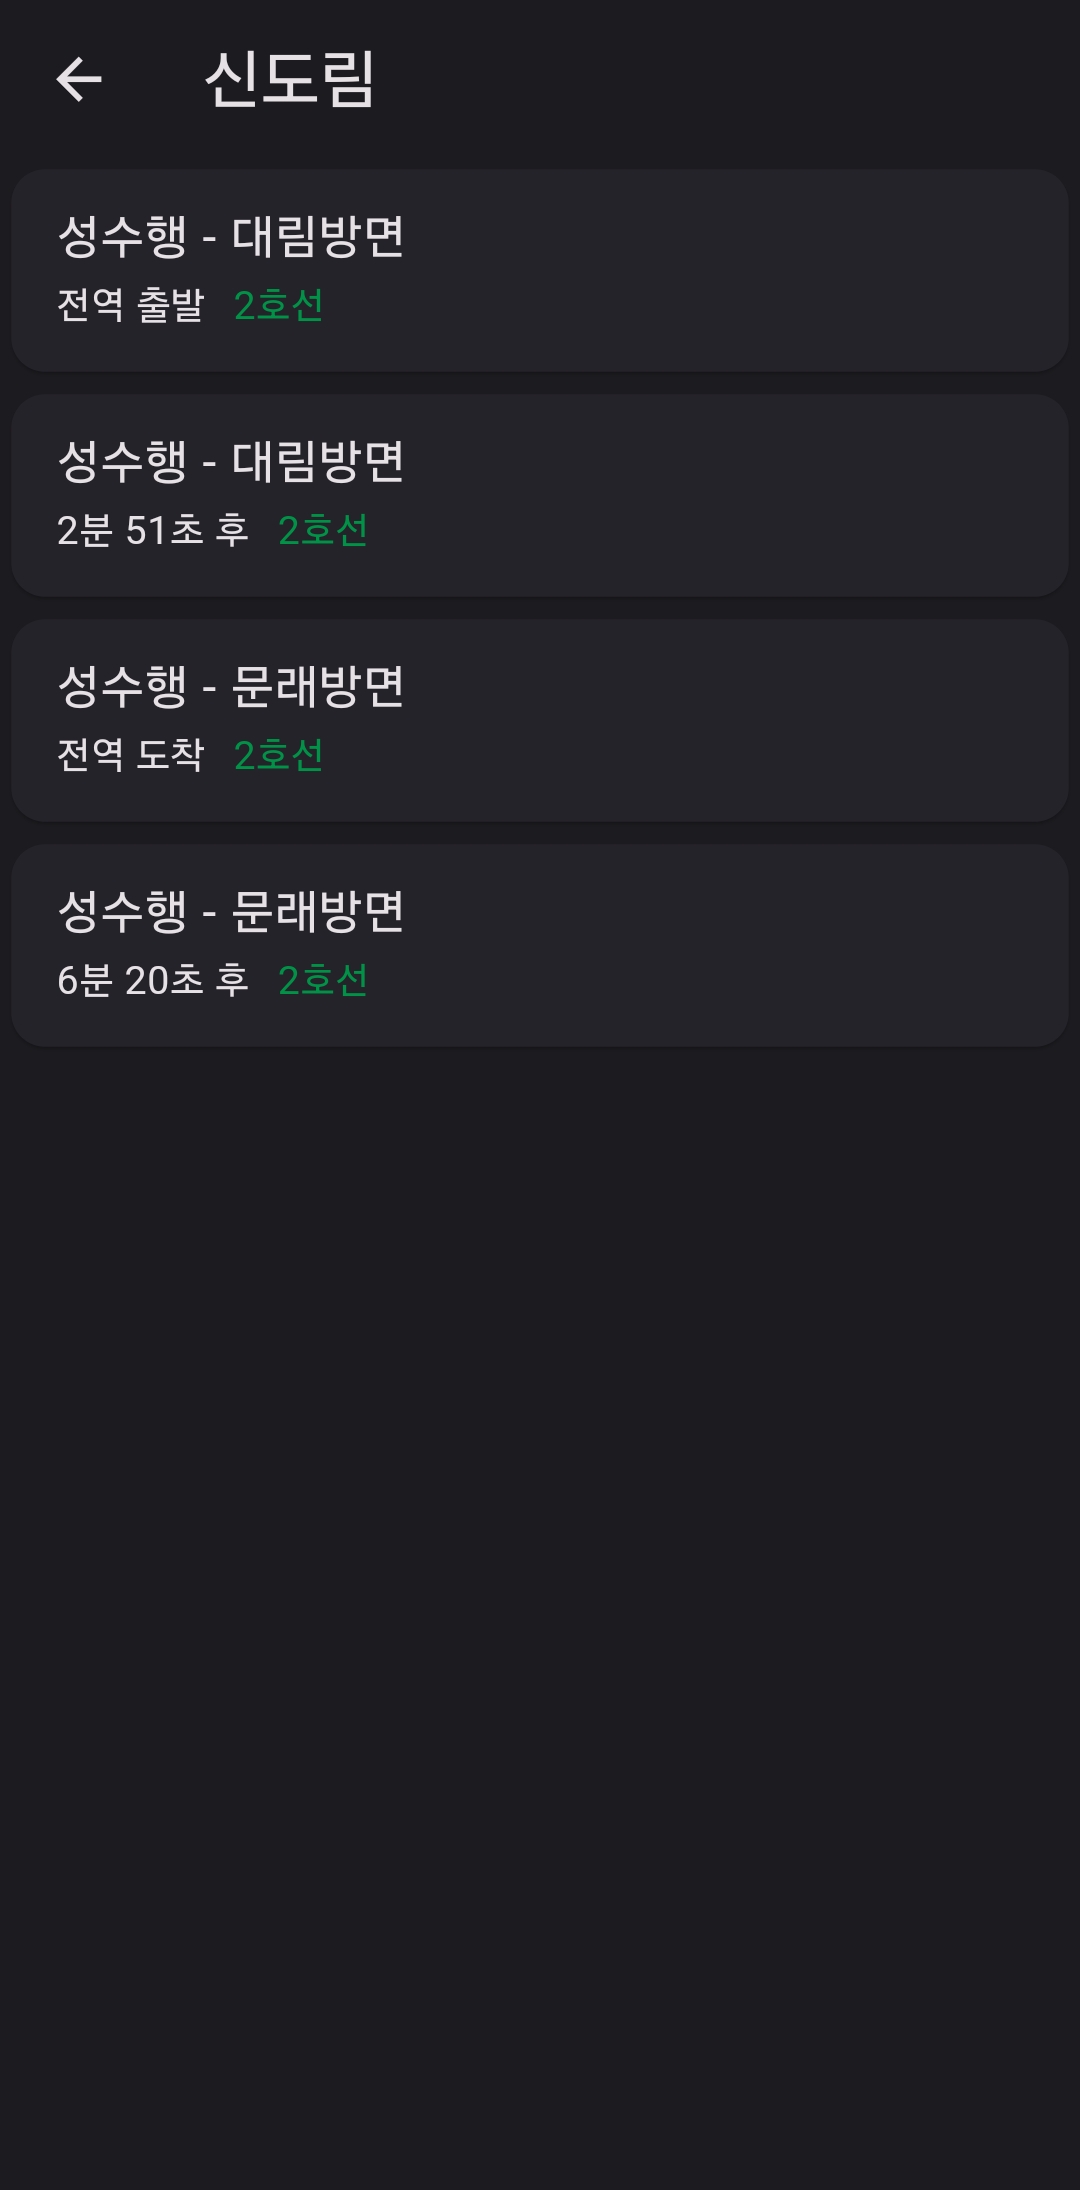 신도림
성수행 - 대림방면
전역 출발 2호선
성수행 - 대림방면
2분 51초 후 2호선
성수행 - 문래방면
전역 도착 2호선
성수행 - 문래방면
6분 20초 후 2호선